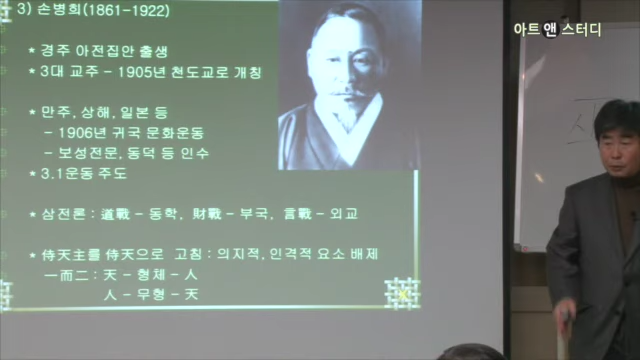 3) 손병희(1861-1922)
아트 앤 스터디
* 경주 아전집안 출생
* 3대 교주 - 1905년 천도교로 개칭
* 만주, 상해, 일본 등
- 1906년 귀국 문화운동
- 보성전문, 동덕 등 인수
* 3.1운동 주도
* 삼전론 : 道戰 - 동학, 財戰 - 부국, 言戰 - 외교
* 侍天主를 侍天으로 고침 : 의지적, 인격적 요소 배제
一而二 : 天 - 형체 - 人
人 - 무형 - 天